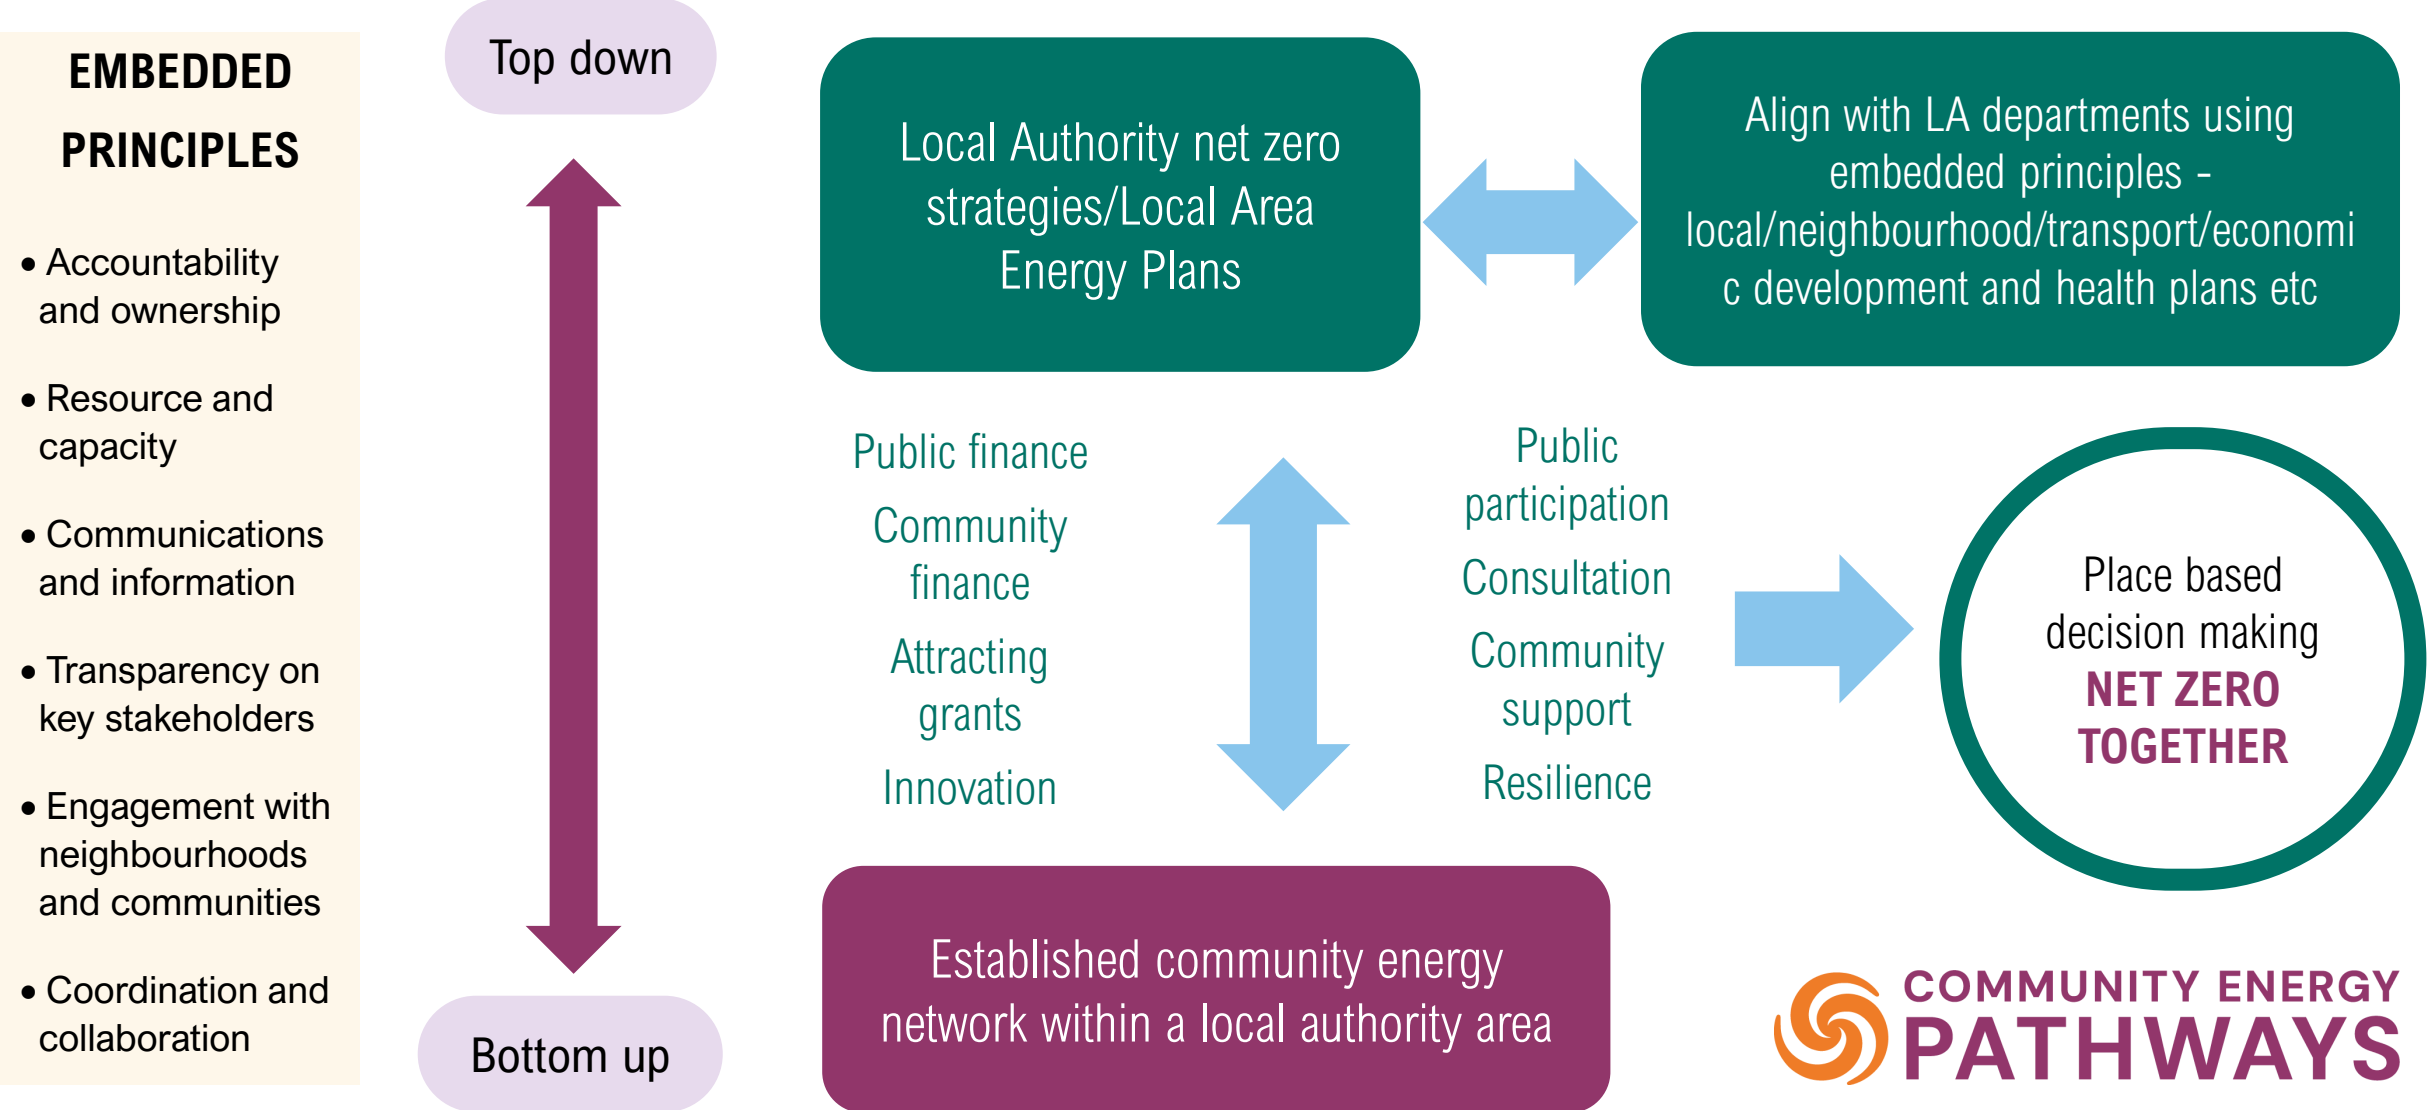 EMBEDDED
PRINCIPLES
• Accountability
and ownership
• Resource and
capacity
• Communications
and information
• Transparency on
key stakeholders
• Engagement with
neighbourhoods
and communities
• Coordination and
collaboration
Top down
Bottom up
Local Authority net zero
strategies/Local Area
Energy Plans
Align with LA departments using
embedded principles -
local/neighbourhood/transport/economi
c development and health plans etc
Public finance
Community
finance
Attracting
grants
Innovation
Public
participation
Consultation
Community
support
Resilience
Place based
decision making
NET ZERO
TOGETHER
Established community energy
network within a local authority area
COMMUNITY ENERGY
PATHWAYS